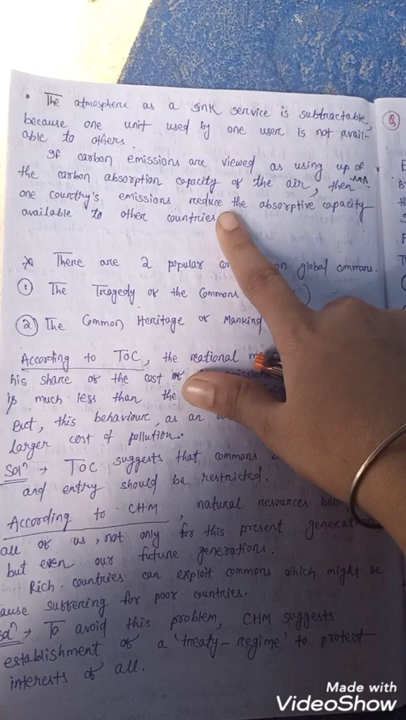 • The atmosphere as a sink service is subtractable,
because one unit used by one user is not avail-
able to others.
If carbon emissions are viewed as using up of
the carbon absorption capacity of the air, then
one country's emissions reduce the absorptive capacity
available to other countries
* There are 2 popular on global commons.
① The Tragedy of the Commons )
② The Common Heritage of Mankind
According to ToC, the rational
his share of the cost of
is much less than the
But, this behaviour, as an
larger cost of pollution.
Solⁿ → ToC suggests that commons
and entry should be restricted.
According to CHM, natural resources
all of us, not only for this present
but even our future generations.
Rich countries can exploit commons which might be
cause suffering for poor countries.
Solⁿ → To avoid this problem, CHM suggests
establishment of a 'treaty-regime' to protect
interests of all.
Made with
VideoShow